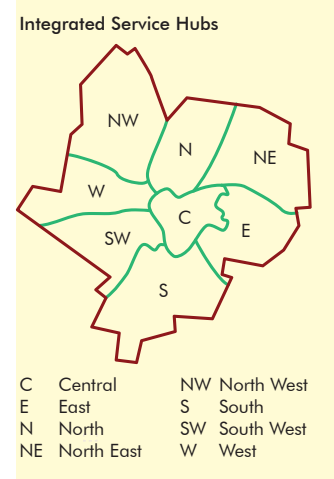 Integrated Service Hubs
NW
N
NE
W
C
SW
E
S
C Central
E East
N North
NE North East
NW North West
S South
SW South West
W West